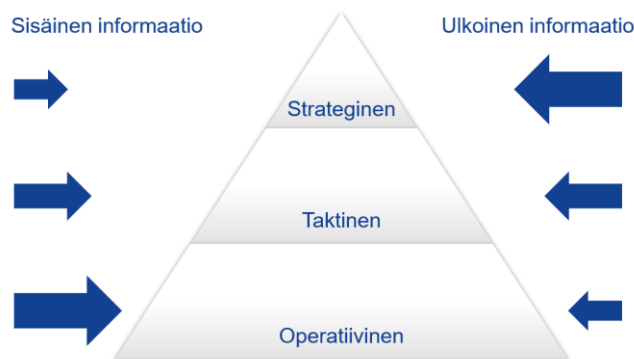 Sisäinen informaatio
Ulkoinen informaatio
Strateginen
Taktinen
Operatiivinen